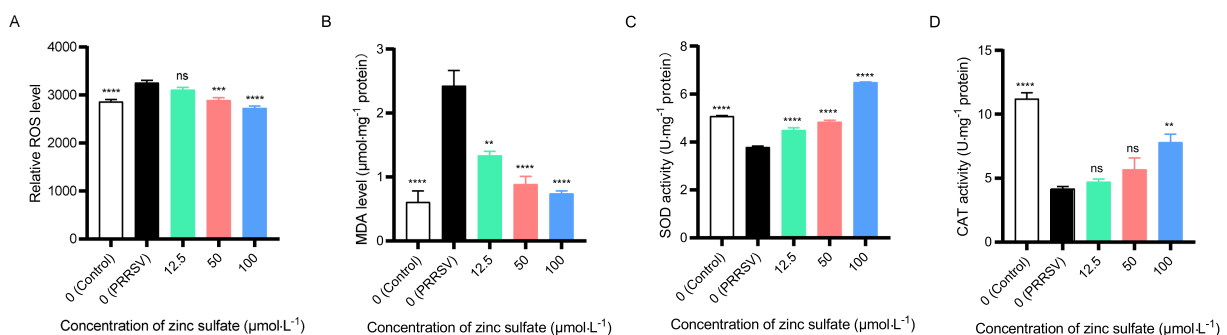 A
Relative ROS level
4000
3000
2000
1000
0
****
ns
***
****
0 (Control)
0 (PRRSV)
12.5
50
100
Concentration of zinc sulfate (μmol·L⁻¹)
B
MDA level (μmol·mg⁻¹ protein)
3
2
1
0
****
**
****
****
0 (Control)
0 (PRRSV)
12.5
50
100
Concentration of zinc sulfate (μmol·L⁻¹)
C
SOD activity (U·mg⁻¹ protein)
8
6
4
2
0
****
****
****
****
0 (Control)
0 (PRRSV)
12.5
50
100
Concentration of zinc sulfate (μmol·L⁻¹)
D
CAT activity (U·mg⁻¹ protein)
15
10
5
0
****
ns
ns
**
0 (Control)
0 (PRRSV)
12.5
50
100
Concentration of zinc sulfate (μmol·L⁻¹)